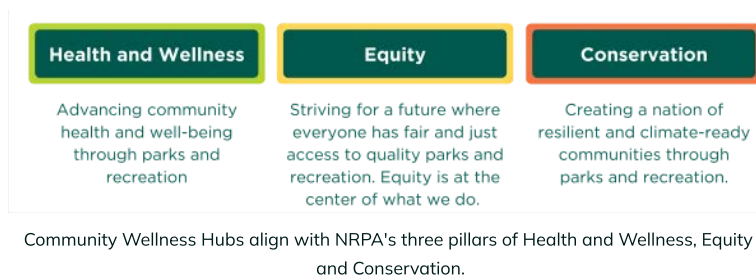 Health and Wellness
Advancing community
health and well-being
through parks and
recreation
Equity
Striving for a future where
everyone has fair and just
access to quality parks and
recreation. Equity is at the
center of what we do.
Conservation
Creating a nation of
resilient and climate-ready
communities through
parks and recreation.
Community Wellness Hubs align with NRPA's three pillars of Health and Wellness, Equity
and Conservation.